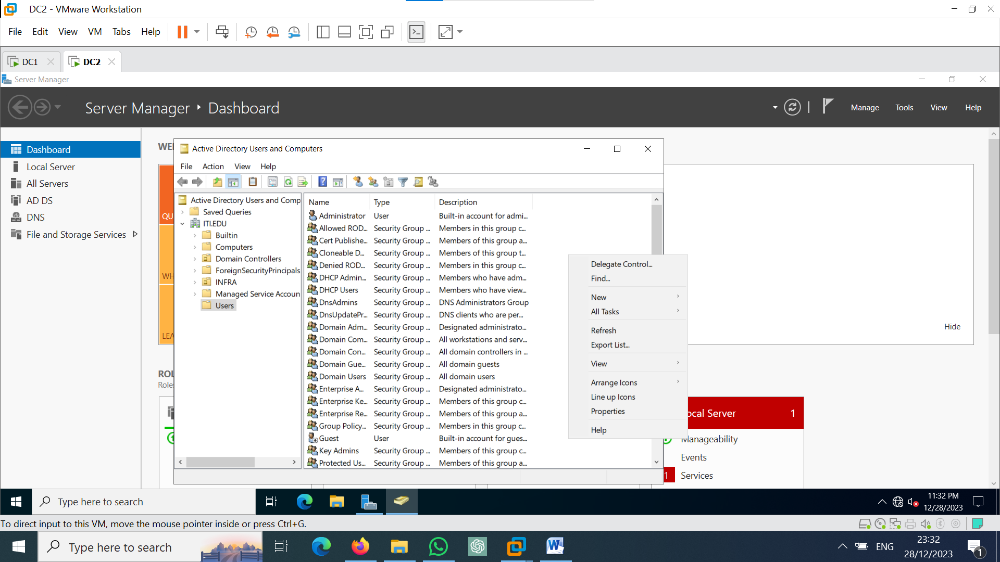 DC2 - VMware Workstation
File Edit View VM Tabs Help
DC1 DC2
Server Manager
Server Manager Dashboard
Manage Tools View Help
Dashboard
Local Server
All Servers
AD DS
DNS
File and Storage Services
WE
QU
WH
LEA
Hide
ROL
Roles
Active Directory Users and Computers
File Action View Help
Active Directory Users and Comp
Saved Queries
ITI.EDU
Builtin
Computers
Domain Controllers
ForeignSecurityPrincipals
INFRA
Managed Service Accoun
Users
Name Type Description
Administrator User Built-in account for admi...
Allowed ROD... Security Group ... Members in this group c...
Cert Publishe... Security Group ... Members of this group a...
Cloneable D... Security Group ... Members of this group t...
Denied ROD... Security Group ... Members in this group c...
DHCP Admin... Security Group ... Members who have adm...
DHCP Users Security Group ... Members who have view...
DnsAdmins Security Group ... DNS Administrators Group
DnsUpdatePr... Security Group ... DNS clients who are per...
Domain Adm... Security Group ... Designated administrato...
Domain Com... Security Group ... All workstations and serv...
Domain Con... Security Group ... All domain controllers in ...
Domain Gue... Security Group ... All domain guests
Domain Users Security Group ... All domain users
Enterprise A... Security Group ... Designated administrato...
Enterprise Ke... Security Group ... Members of this group c...
Enterprise Re... Security Group ... Members of this group a...
Group Policy... Security Group ... Members in this group c...
Guest User Built-in account for gues...
Key Admins Security Group ... Members of this group c...
Protected Us... Security Group ... Members of this group a...
Delegate Control...
Find...
New
All Tasks
Refresh
Export List...
View
Arrange Icons
Line up Icons
Properties
Help
ocal Server 1
Manageability
Events
1 Services
Type here to search
11:32 PM
12/28/2023
To direct input to this VM, move the mouse pointer inside or press Ctrl+G.
Type here to search
ENG
23:32
28/12/2023
1